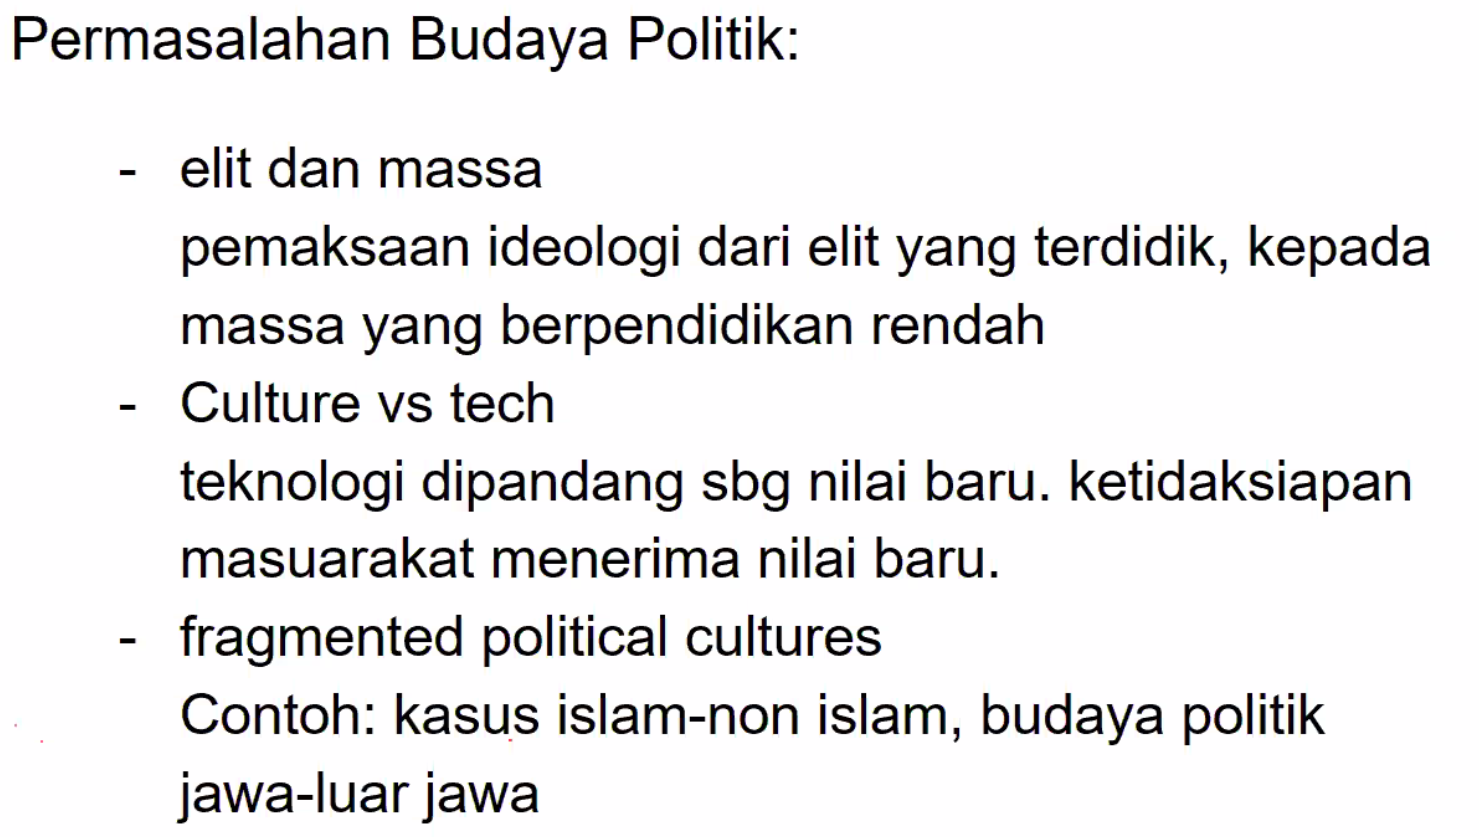 Permasalahan Budaya Politik:
- elit dan massa
pemaksaan ideologi dari elit yang terdidik, kepada
massa yang berpendidikan rendah
- Culture vs tech
teknologi dipandang sbg nilai baru. ketidaksiapan
masuarakat menerima nilai baru.
- fragmented political cultures
Contoh: kasus islam-non islam, budaya politik
jawa-luar jawa